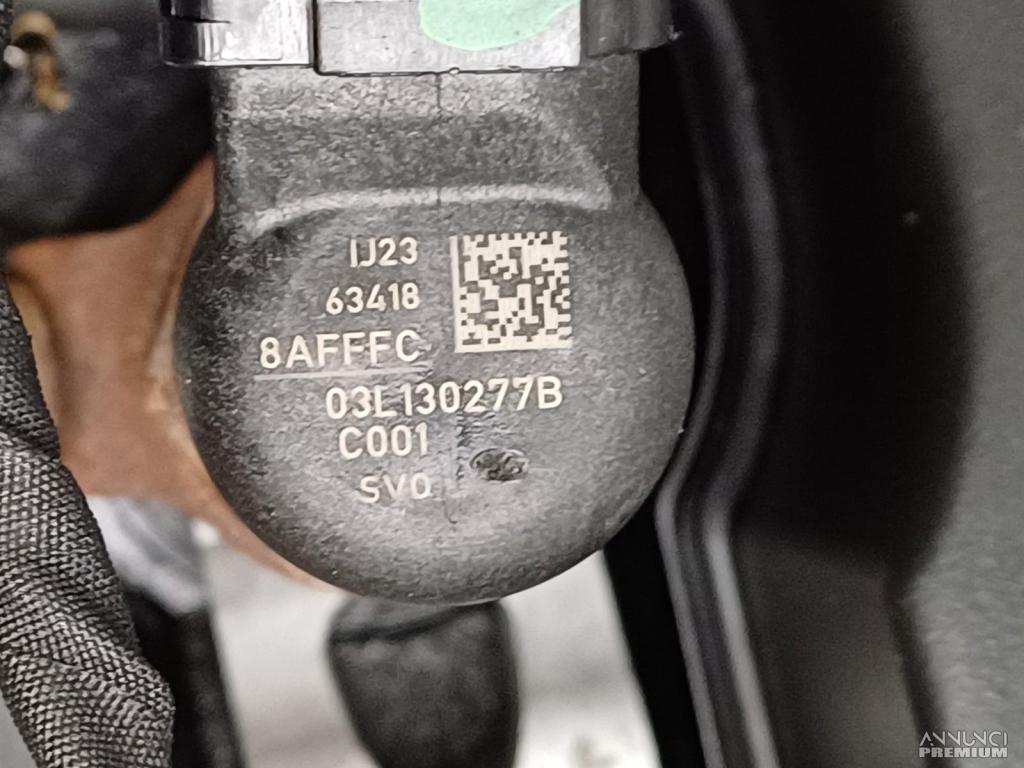 IJ23
63418
8AFFFC
03L130277B
C001
SVO
ANNUNCI
PREMIUM